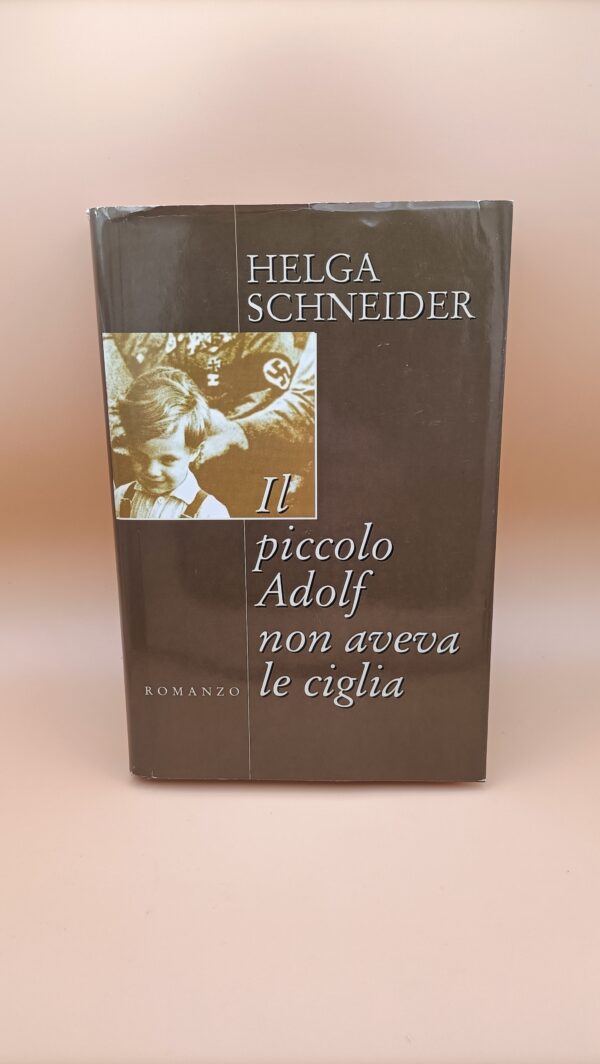 HELGA
SCHNEIDER
Il
piccolo
Adolf
non aveva
le ciglia
ROMANZO